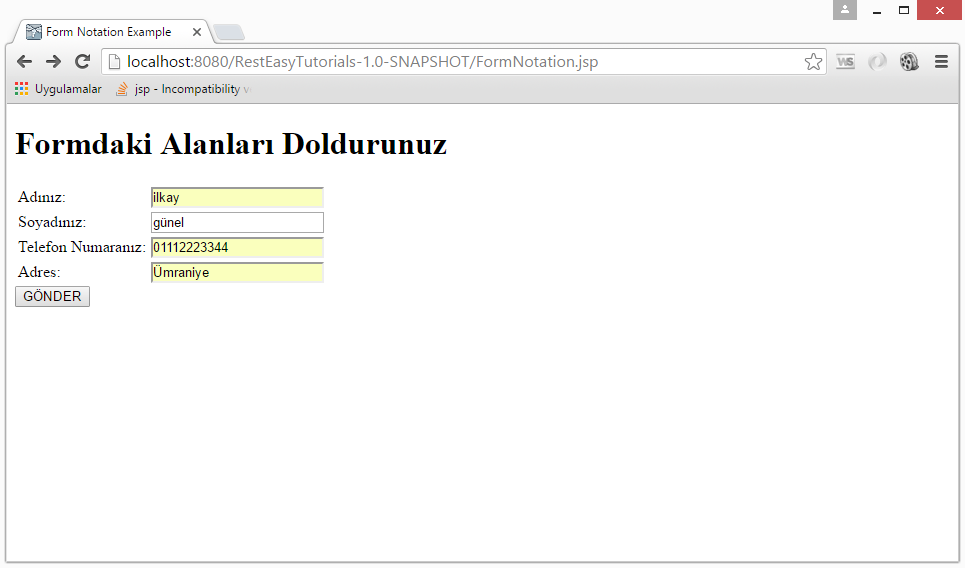 Form Notation Example
localhost:8080/RestEasyTutorials-1.0-SNAPSHOT/FormNotation.jsp
WS
Uygulamalar jsp - Incompatibility
Formdaki Alanları Doldurunuz
Adınız: ilkay
Soyadınız: günel
Telefon Numaranız: 01112223344
Adres: Ümraniye
GÖNDER